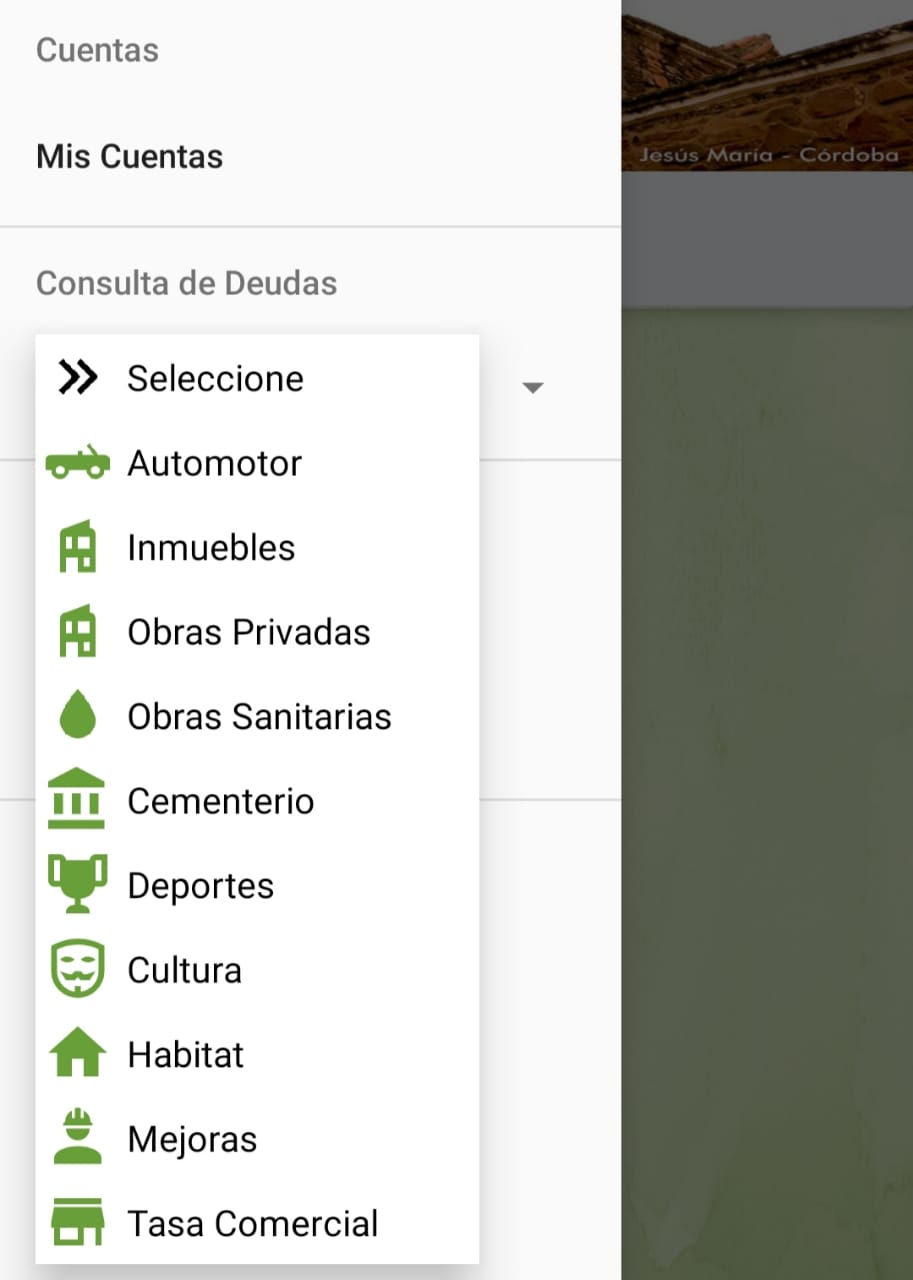 Cuentas
Mis Cuentas
Jesús María - Córdoba
Consulta de Deudas
Seleccione
Automotor
Inmuebles
Obras Privadas
Obras Sanitarias
Cementerio
Deportes
Cultura
Habitat
Mejoras
Tasa Comercial